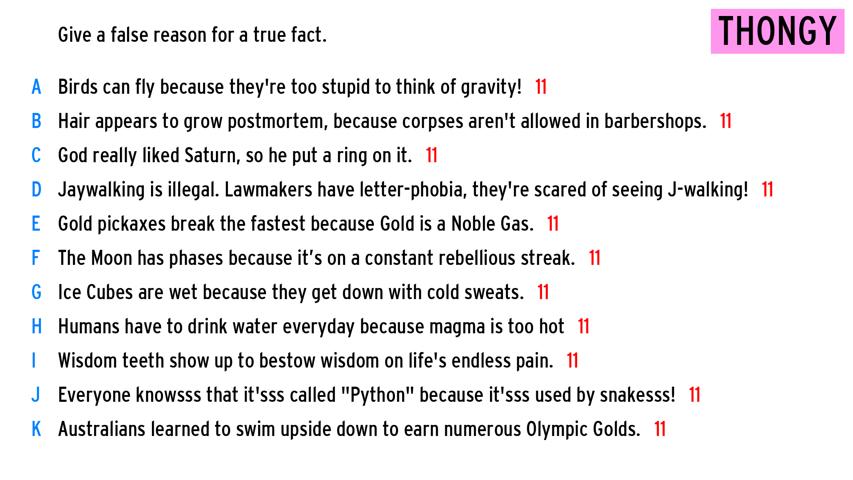 Give a false reason for a true fact.
THONGY
A Birds can fly because they're too stupid to think of gravity! 11
B Hair appears to grow postmortem, because corpses aren't allowed in barbershops. 11
C God really liked Saturn, so he put a ring on it. 11
D Jaywalking is illegal. Lawmakers have letter-phobia, they're scared of seeing J-walking! 11
E Gold pickaxes break the fastest because Gold is a Noble Gas. 11
F The Moon has phases because it’s on a constant rebellious streak. 11
G Ice Cubes are wet because they get down with cold sweats. 11
H Humans have to drink water everyday because magma is too hot 11
I Wisdom teeth show up to bestow wisdom on life's endless pain. 11
J Everyone knowsss that it'sss called "Python" because it'sss used by snakesss! 11
K Australians learned to swim upside down to earn numerous Olympic Golds. 11